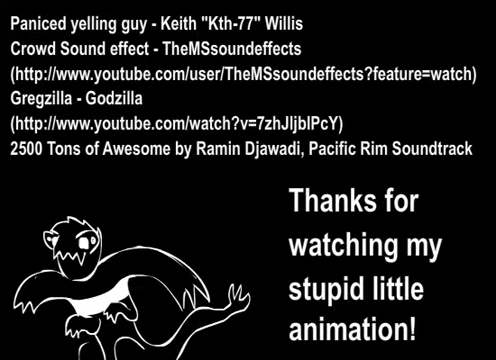 Paniced yelling guy - Keith "Kth-77" Willis
Crowd Sound effect - TheMSsoundeffects
(http://www.youtube.com/user/TheMSsoundeffects?feature=watch)
Gregzilla - Godzilla
(http://www.youtube.com/watch?v=7zhJIjblPcY)
2500 Tons of Awesome by Ramin Djawadi, Pacific Rim Soundtrack
Thanks for
watching my
stupid little
animation!